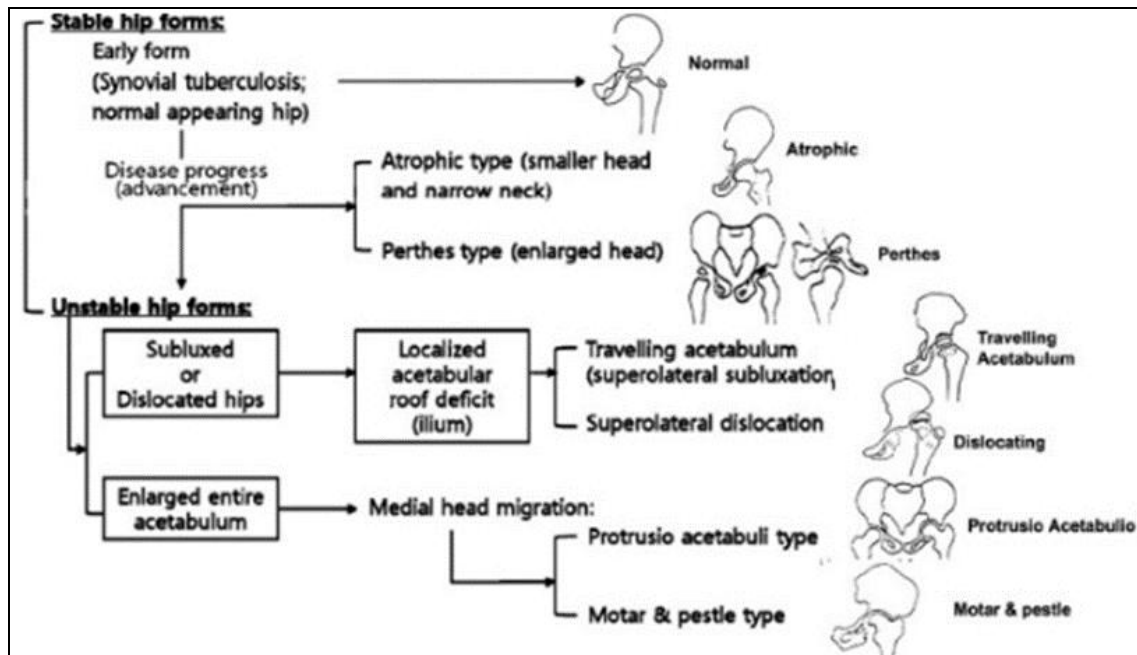 Stable hip forms:
Early form
(Synovial tuberculosis;
normal appearing hip)
Normal
Disease progress
(advancement)
Atrophic type (smaller head
and narrow neck)
Atrophic
Perthes type (enlarged head)
Perthes
Unstable hip forms:
Subluxed
or
Dislocated hips
Localized
acetabular
roof deficit
(ilium)
Travelling acetabulum
(superolateral subluxation)
Superolateral dislocation
Travelling
Acetabulum
Dislocating
Enlarged entire
acetabulum
Medial head migration:
Protrusio acetabuli type
Protrusio Acetabulio
Motar & pestle type
Motar & pestle